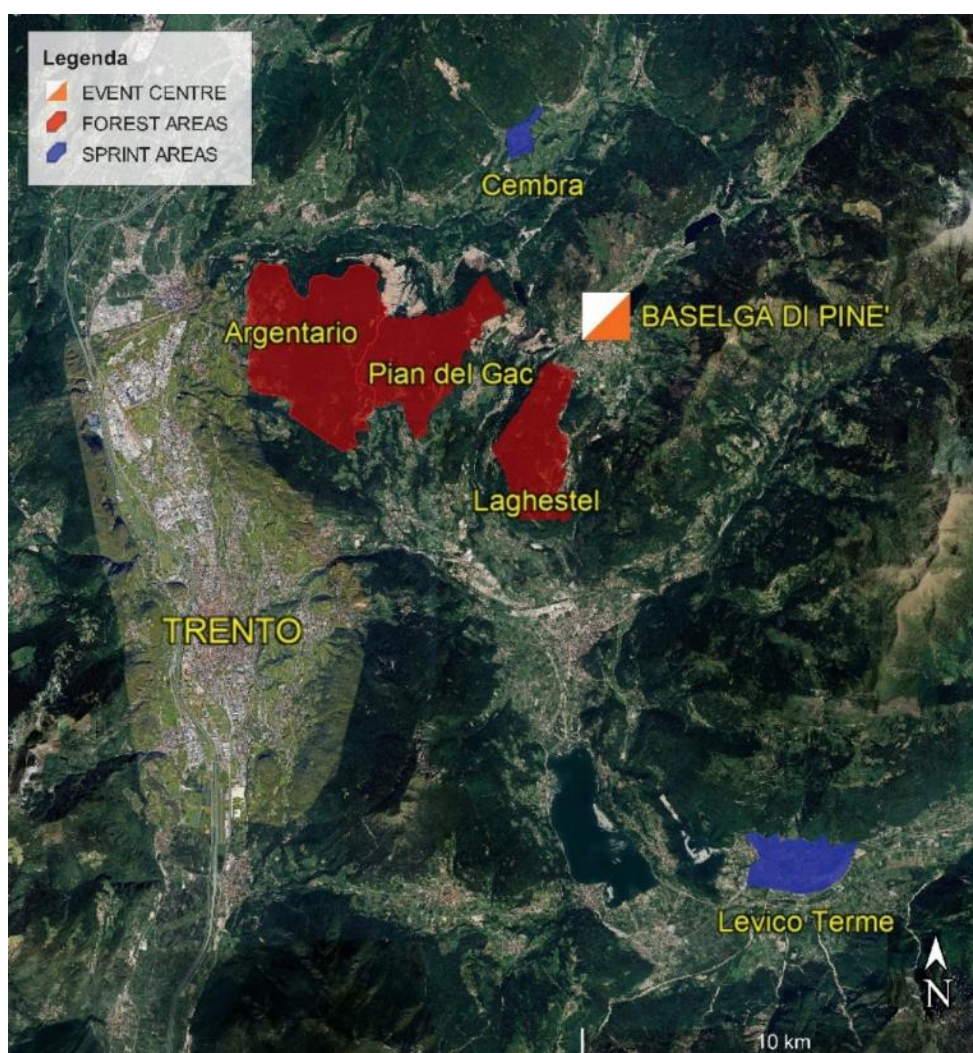 Legenda
EVENT CENTRE
FOREST AREAS
SPRINT AREAS
Cembra
BASELGA DI PINE'
Argentario
Pian del Gac
Laghestel
TRENTO
Levico Terme
N
10 km